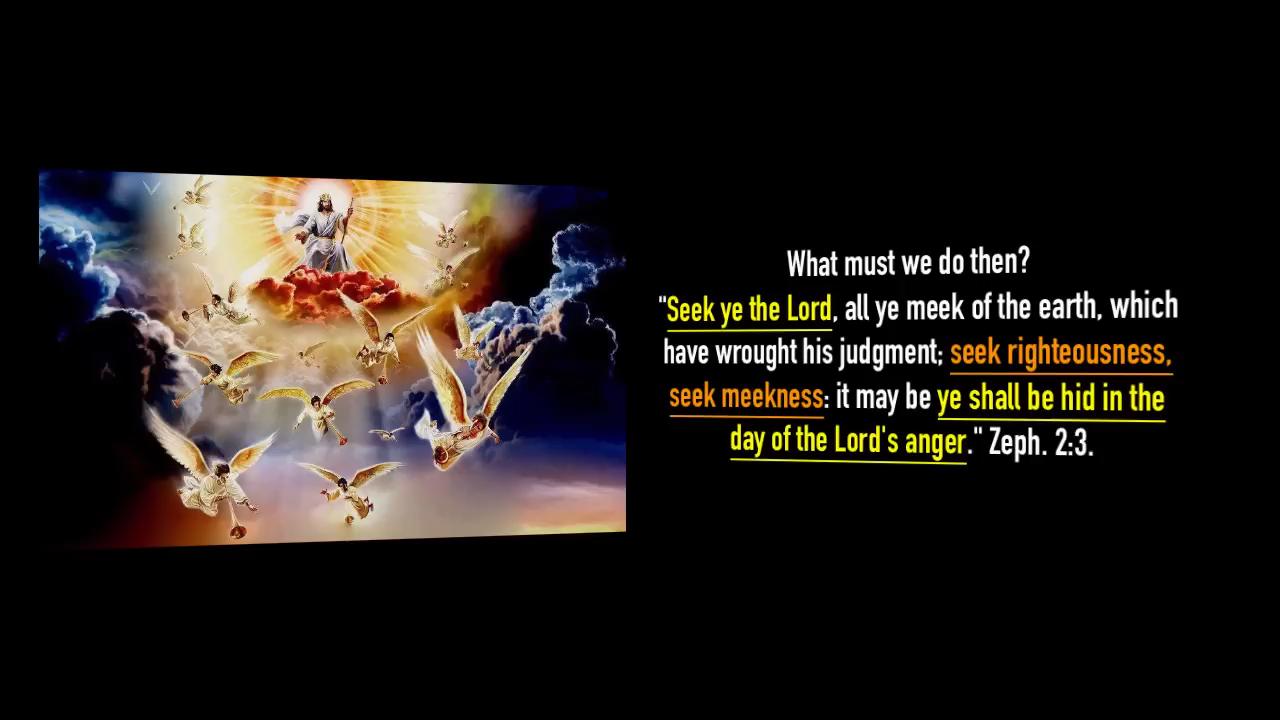 What must we do then?
"Seek ye the Lord, all ye meek of the earth, which
have wrought his judgment; seek righteousness,
seek meekness: it may be ye shall be hid in the
day of the Lord's anger." Zeph. 2:3.